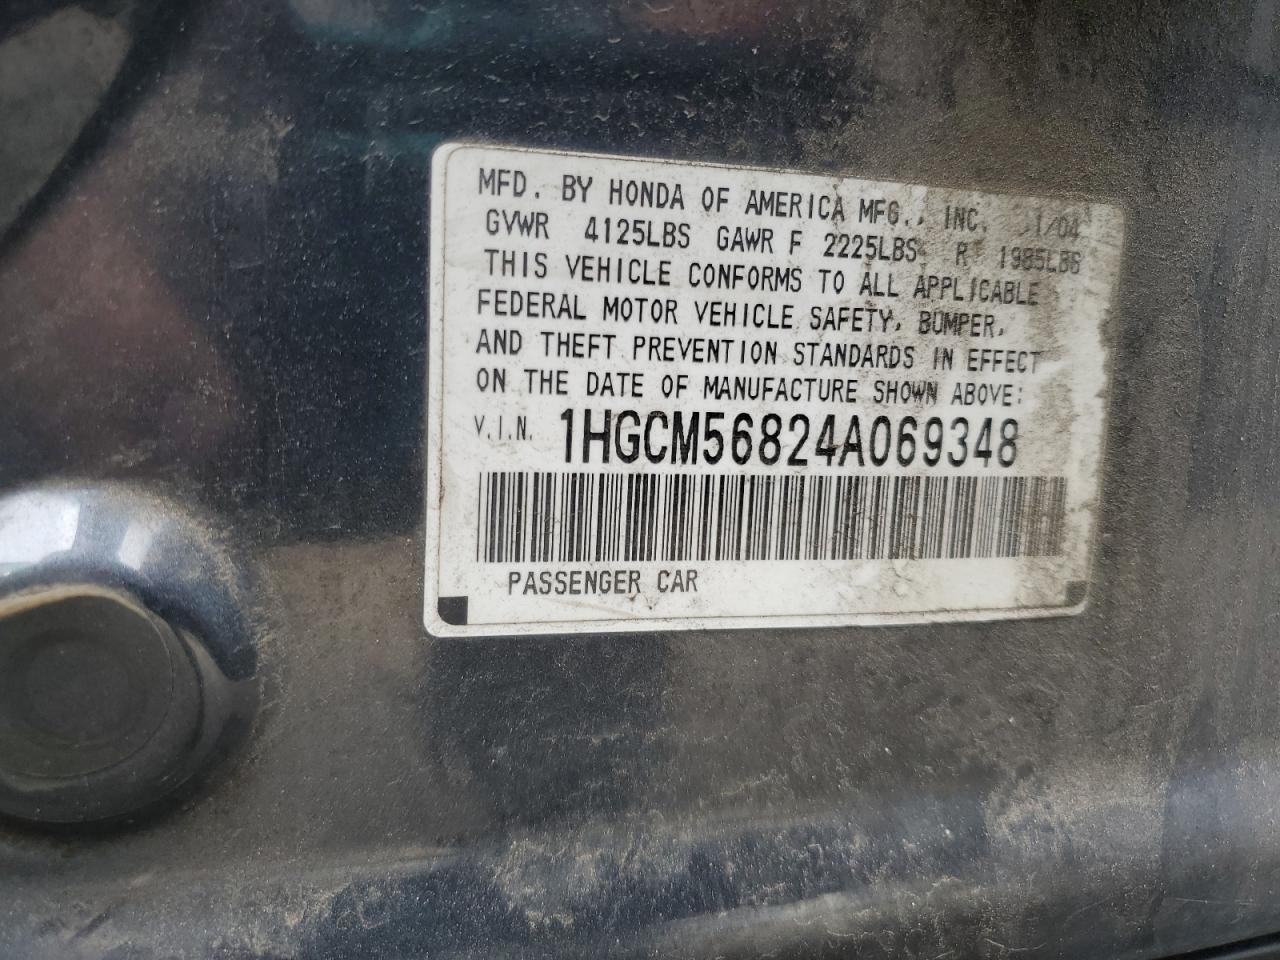 MFD. BY HONDA OF AMERICA MFG., INC. 1/04
GVWR 4125LBS GAWR F 2225LBS R 1985LBS
THIS VEHICLE CONFORMS TO ALL APPLICABLE
FEDERAL MOTOR VEHICLE SAFETY, BUMPER,
AND THEFT PREVENTION STANDARDS IN EFFECT
ON THE DATE OF MANUFACTURE SHOWN ABOVE:
V.I.N. 1HGCM56824A069348
PASSENGER CAR